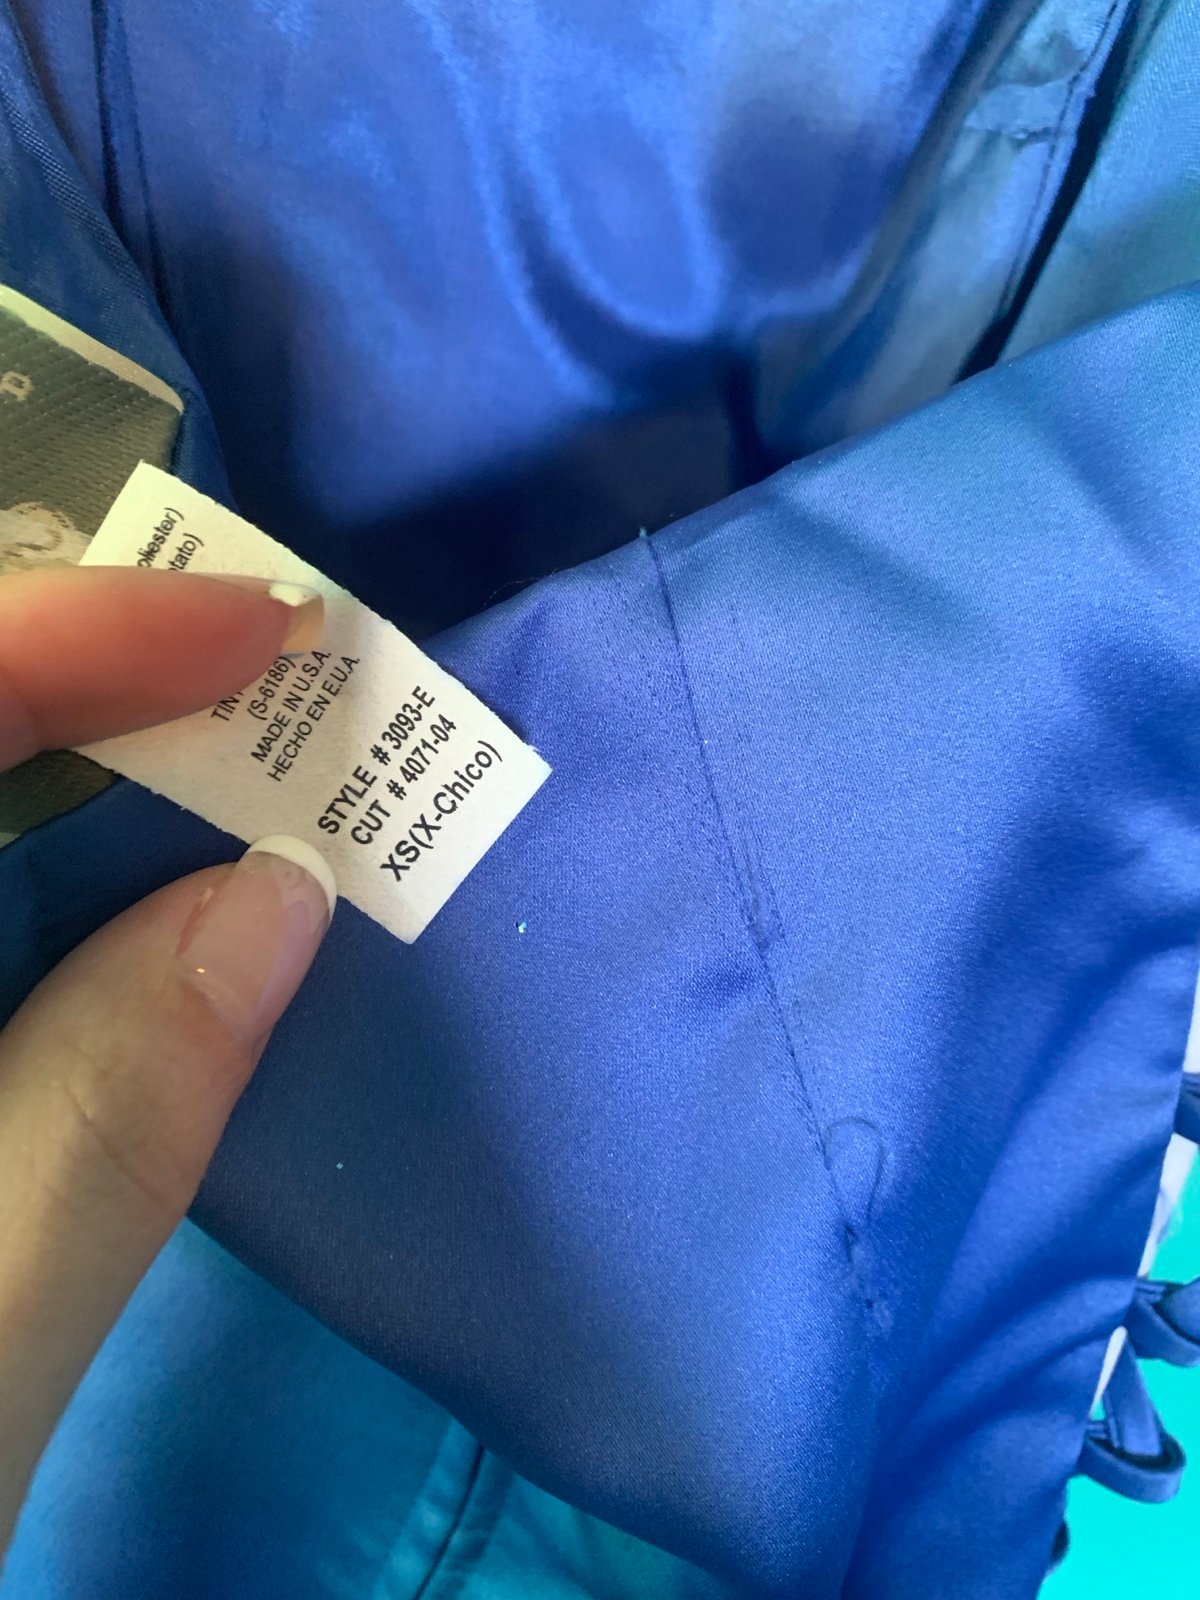 (S-6186)
MADE IN U.S.A.
HECHO EN E.U.A.
STYLE # 3093-E
CUT # 4071-04
XS(X-Chico)